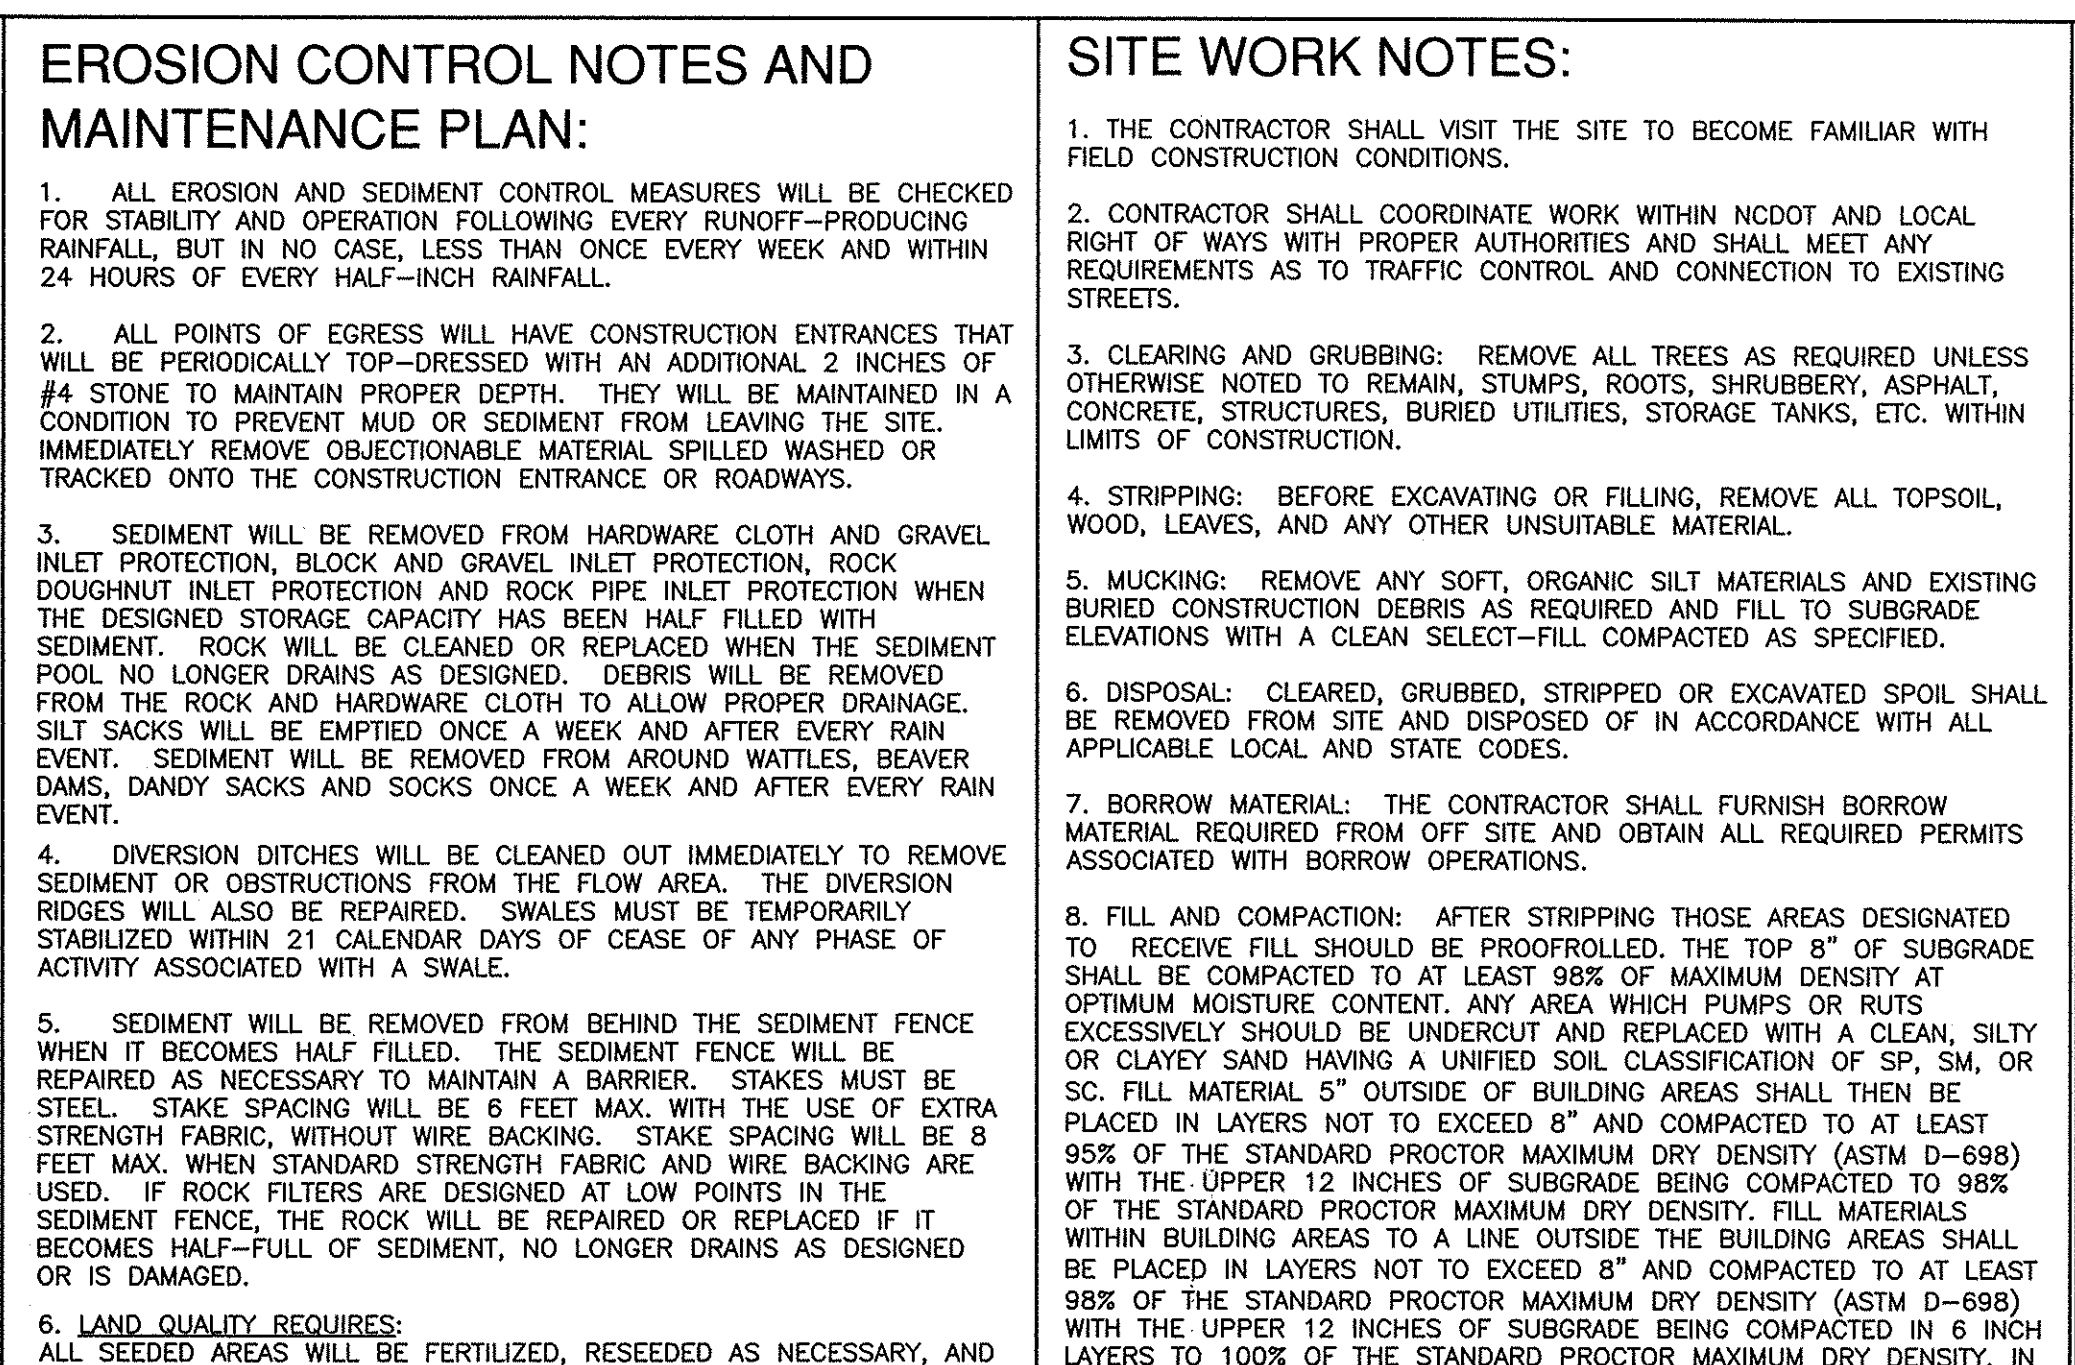 EROSION CONTROL NOTES AND
MAINTENANCE PLAN:
1. ALL EROSION AND SEDIMENT CONTROL MEASURES WILL BE CHECKED
FOR STABILITY AND OPERATION FOLLOWING EVERY RUNOFF-PRODUCING
RAINFALL, BUT IN NO CASE, LESS THAN ONCE EVERY WEEK AND WITHIN
24 HOURS OF EVERY HALF-INCH RAINFALL.
2. ALL POINTS OF EGRESS WILL HAVE CONSTRUCTION ENTRANCES THAT
WILL BE PERIODICALLY TOP-DRESSED WITH AN ADDITIONAL 2 INCHES OF
#4 STONE TO MAINTAIN PROPER DEPTH. THEY WILL BE MAINTAINED IN A
CONDITION TO PREVENT MUD OR SEDIMENT FROM LEAVING THE SITE.
IMMEDIATELY REMOVE OBJECTIONABLE MATERIAL SPILLED WASHED OR
TRACKED ONTO THE CONSTRUCTION ENTRANCE OR ROADWAYS.
3. SEDIMENT WILL BE REMOVED FROM HARDWARE CLOTH AND GRAVEL
INLET PROTECTION, BLOCK AND GRAVEL INLET PROTECTION, ROCK
DOUGHNUT INLET PROTECTION AND ROCK PIPE INLET PROTECTION WHEN
THE DESIGNED STORAGE CAPACITY HAS BEEN HALF FILLED WITH
SEDIMENT. ROCK WILL BE CLEANED OR REPLACED WHEN THE SEDIMENT
POOL NO LONGER DRAINS AS DESIGNED. DEBRIS WILL BE REMOVED
FROM THE ROCK AND HARDWARE CLOTH TO ALLOW PROPER DRAINAGE.
SILT SACKS WILL BE EMPTIED ONCE A WEEK AND AFTER EVERY RAIN
EVENT. SEDIMENT WILL BE REMOVED FROM AROUND WATTLES, BEAVER
DAMS, DANDY SACKS AND SOCKS ONCE A WEEK AND AFTER EVERY RAIN
EVENT.
4. DIVERSION DITCHES WILL BE CLEANED OUT IMMEDIATELY TO REMOVE
SEDIMENT OR OBSTRUCTIONS FROM THE FLOW AREA. THE DIVERSION
RIDGES WILL ALSO BE REPAIRED. SWALES MUST BE TEMPORARILY
STABILIZED WITHIN 21 CALENDAR DAYS OF CEASE OF ANY PHASE OF
ACTIVITY ASSOCIATED WITH A SWALE.
5. SEDIMENT WILL BE REMOVED FROM BEHIND THE SEDIMENT FENCE
WHEN IT BECOMES HALF FILLED. THE SEDIMENT FENCE WILL BE
REPAIRED AS NECESSARY TO MAINTAIN A BARRIER. STAKES MUST BE
STEEL. STAKE SPACING WILL BE 6 FEET MAX. WITH THE USE OF EXTRA
STRENGTH FABRIC, WITHOUT WIRE BACKING. STAKE SPACING WILL BE 8
FEET MAX. WHEN STANDARD STRENGTH FABRIC AND WIRE BACKING ARE
USED. IF ROCK FILTERS ARE DESIGNED AT LOW POINTS IN THE
SEDIMENT FENCE, THE ROCK WILL BE REPAIRED OR REPLACED IF IT
BECOMES HALF-FULL OF SEDIMENT, NO LONGER DRAINS AS DESIGNED
OR IS DAMAGED.
6. LAND QUALITY REQUIRES:
ALL SEEDED AREAS WILL BE FERTILIZED, RESEEDED AS NECESSARY, AND
SITE WORK NOTES:
1. THE CONTRACTOR SHALL VISIT THE SITE TO BECOME FAMILIAR WITH
FIELD CONSTRUCTION CONDITIONS.
2. CONTRACTOR SHALL COORDINATE WORK WITHIN NCDOT AND LOCAL
RIGHT OF WAYS WITH PROPER AUTHORITIES AND SHALL MEET ANY
REQUIREMENTS AS TO TRAFFIC CONTROL AND CONNECTION TO EXISTING
STREETS.
3. CLEARING AND GRUBBING: REMOVE ALL TREES AS REQUIRED UNLESS
OTHERWISE NOTED TO REMAIN, STUMPS, ROOTS, SHRUBBERY, ASPHALT,
CONCRETE, STRUCTURES, BURIED UTILITIES, STORAGE TANKS, ETC. WITHIN
LIMITS OF CONSTRUCTION.
4. STRIPPING: BEFORE EXCAVATING OR FILLING, REMOVE ALL TOPSOIL,
WOOD, LEAVES, AND ANY OTHER UNSUITABLE MATERIAL.
5. MUCKING: REMOVE ANY SOFT, ORGANIC SILT MATERIALS AND EXISTING
BURIED CONSTRUCTION DEBRIS AS REQUIRED AND FILL TO SUBGRADE
ELEVATIONS WITH A CLEAN SELECT-FILL COMPACTED AS SPECIFIED.
6. DISPOSAL: CLEARED, GRUBBED, STRIPPED OR EXCAVATED SPOIL SHALL
BE REMOVED FROM SITE AND DISPOSED OF IN ACCORDANCE WITH ALL
APPLICABLE LOCAL AND STATE CODES.
7. BORROW MATERIAL: THE CONTRACTOR SHALL FURNISH BORROW
MATERIAL REQUIRED FROM OFF SITE AND OBTAIN ALL REQUIRED PERMITS
ASSOCIATED WITH BORROW OPERATIONS.
8. FILL AND COMPACTION: AFTER STRIPPING THOSE AREAS DESIGNATED
TO RECEIVE FILL SHOULD BE PROOFROLLED. THE TOP 8" OF SUBGRADE
SHALL BE COMPACTED TO AT LEAST 98% OF MAXIMUM DENSITY AT
OPTIMUM MOISTURE CONTENT. ANY AREA WHICH PUMPS OR RUTS
EXCESSIVELY SHOULD BE UNDERCUT AND REPLACED WITH A CLEAN, SILTY
OR CLAYEY SAND HAVING A UNIFIED SOIL CLASSIFICATION OF SP, SM, OR
SC. FILL MATERIAL 5" OUTSIDE OF BUILDING AREAS SHALL THEN BE
PLACED IN LAYERS NOT TO EXCEED 8" AND COMPACTED TO AT LEAST
95% OF THE STANDARD PROCTOR MAXIMUM DRY DENSITY (ASTM D-698)
WITH THE UPPER 12 INCHES OF SUBGRADE BEING COMPACTED TO 98%
OF THE STANDARD PROCTOR MAXIMUM DRY DENSITY. FILL MATERIALS
WITHIN BUILDING AREAS TO A LINE OUTSIDE THE BUILDING AREAS SHALL
BE PLACED IN LAYERS NOT TO EXCEED 8" AND COMPACTED TO AT LEAST
98% OF THE STANDARD PROCTOR MAXIMUM DRY DENSITY (ASTM D-698)
WITH THE UPPER 12 INCHES OF SUBGRADE BEING COMPACTED IN 6 INCH
LAYERS TO 100% OF THE STANDARD PROCTOR MAXIMUM DRY DENSITY. IN